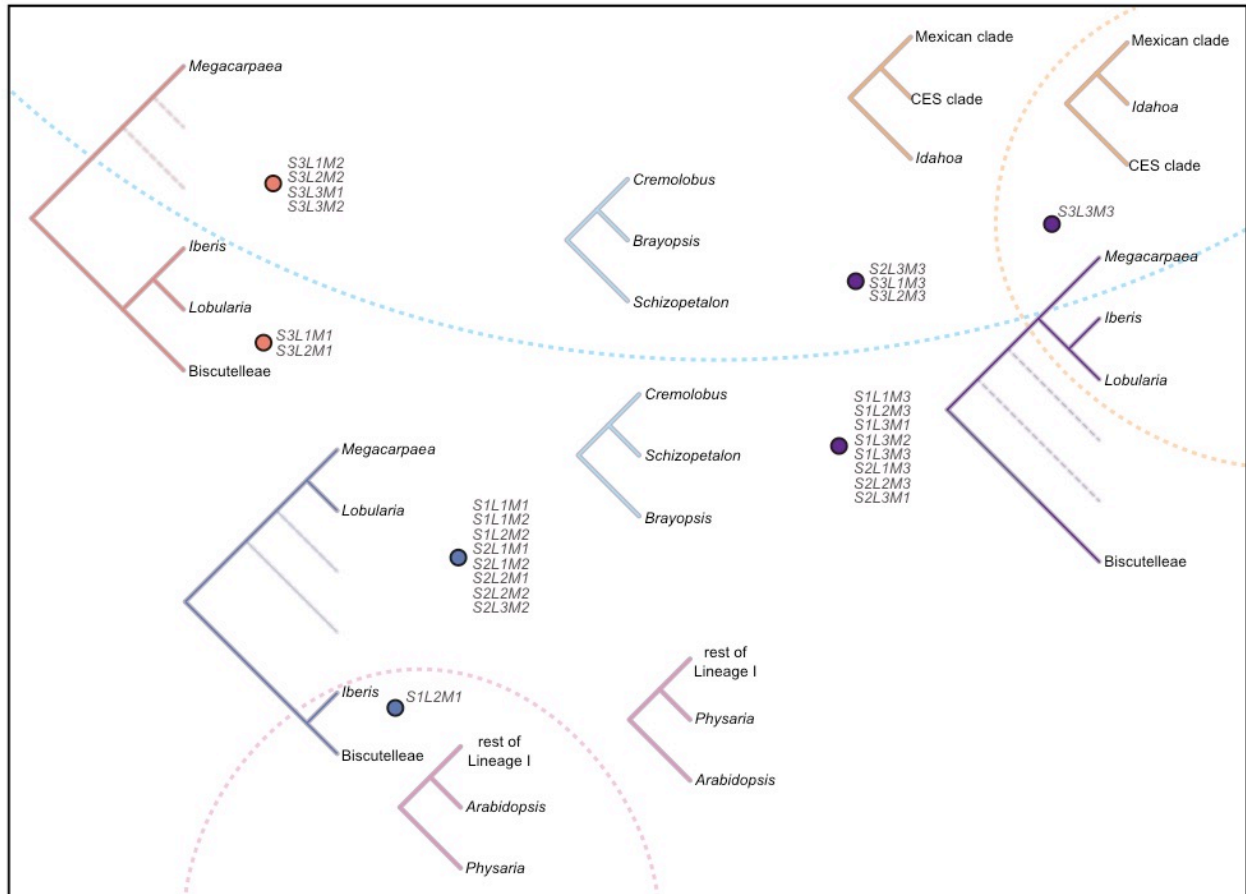 Megacarpaea
S3L1M2
S3L2M2
S3L3M1
S3L3M2
Iberis
Lobularia
S3L1M1
S3L2M1
Biscutelleae
Cremolobus
Brayopsis
Schizopetalon
Mexican clade
CES clade
Idahoa
Mexican clade
Idahoa
CES clade
S3L3M3
S2L3M3
S3L1M3
S3L2M3
Megacarpaea
Iberis
Lobularia
Biscutelleae
Cremolobus
Schizopetalon
Brayopsis
S1L1M3
S1L2M3
S1L3M1
S1L3M2
S1L3M3
S2L1M3
S2L2M3
S2L3M1
Megacarpaea
Lobularia
S1L1M1
S1L1M2
S1L2M2
S2L1M1
S2L1M2
S2L2M1
S2L2M2
S2L3M2
Iberis
S1L2M1
Biscutelleae
rest of
Lineage I
Arabidopsis
Physaria
rest of
Lineage I
Physaria
Arabidopsis